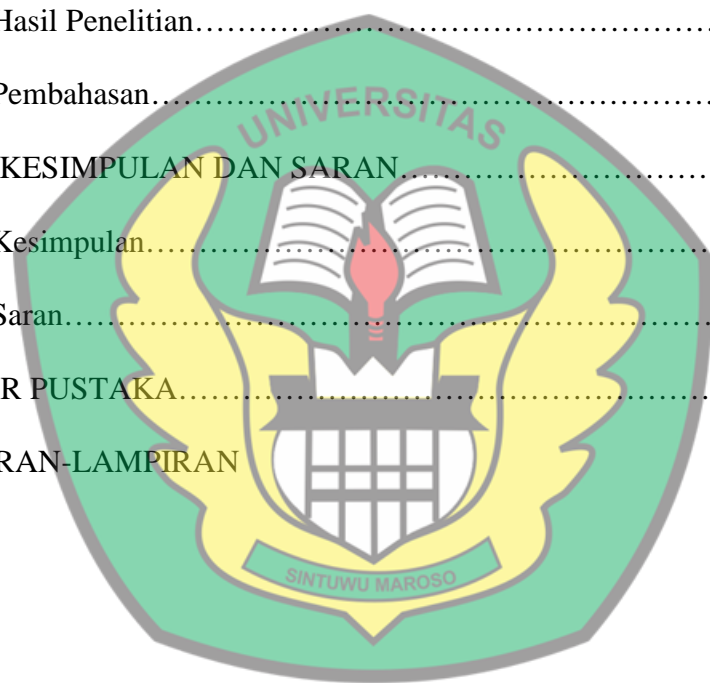 Hasil Penelitian……………………………………………
Pembahasan………………………………………………
UNIVERSITAS
KESIMPULAN DAN SARAN…………………………
Kesimpulan………………………………………………
Saran………………………………………………………
R PUSTAKA………………………………………………
RAN-LAMPIRAN
SINTUWU MAROSO